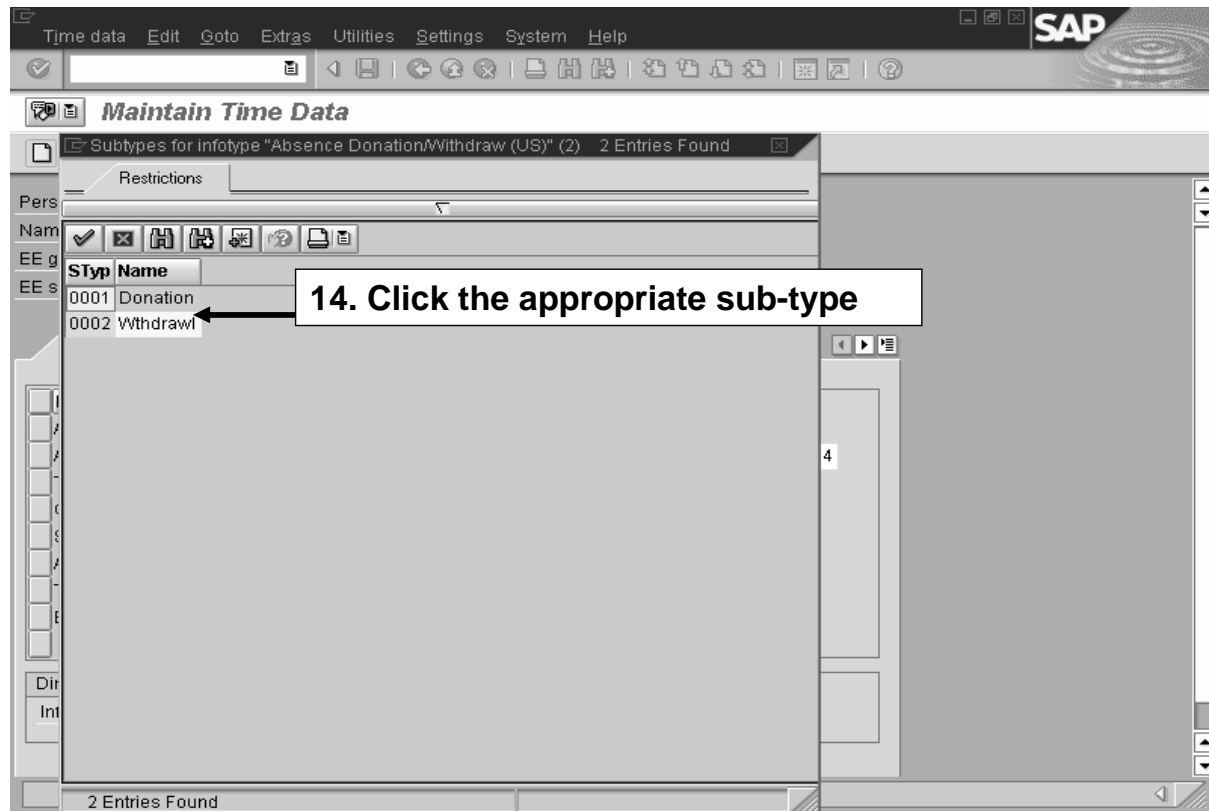 Time data Edit Goto Extras Utilities Settings System Help
SAP
Maintain Time Data
Subtypes for infotype "Absence Donation/Withdraw (US)" (2) 2 Entries Found
Restrictions
Pers
Nam
EE g
EE s
STyp Name
0001 Donation
0002 Wthdrawl
14. Click the appropriate sub-type
4
Dir
2 Entries Found